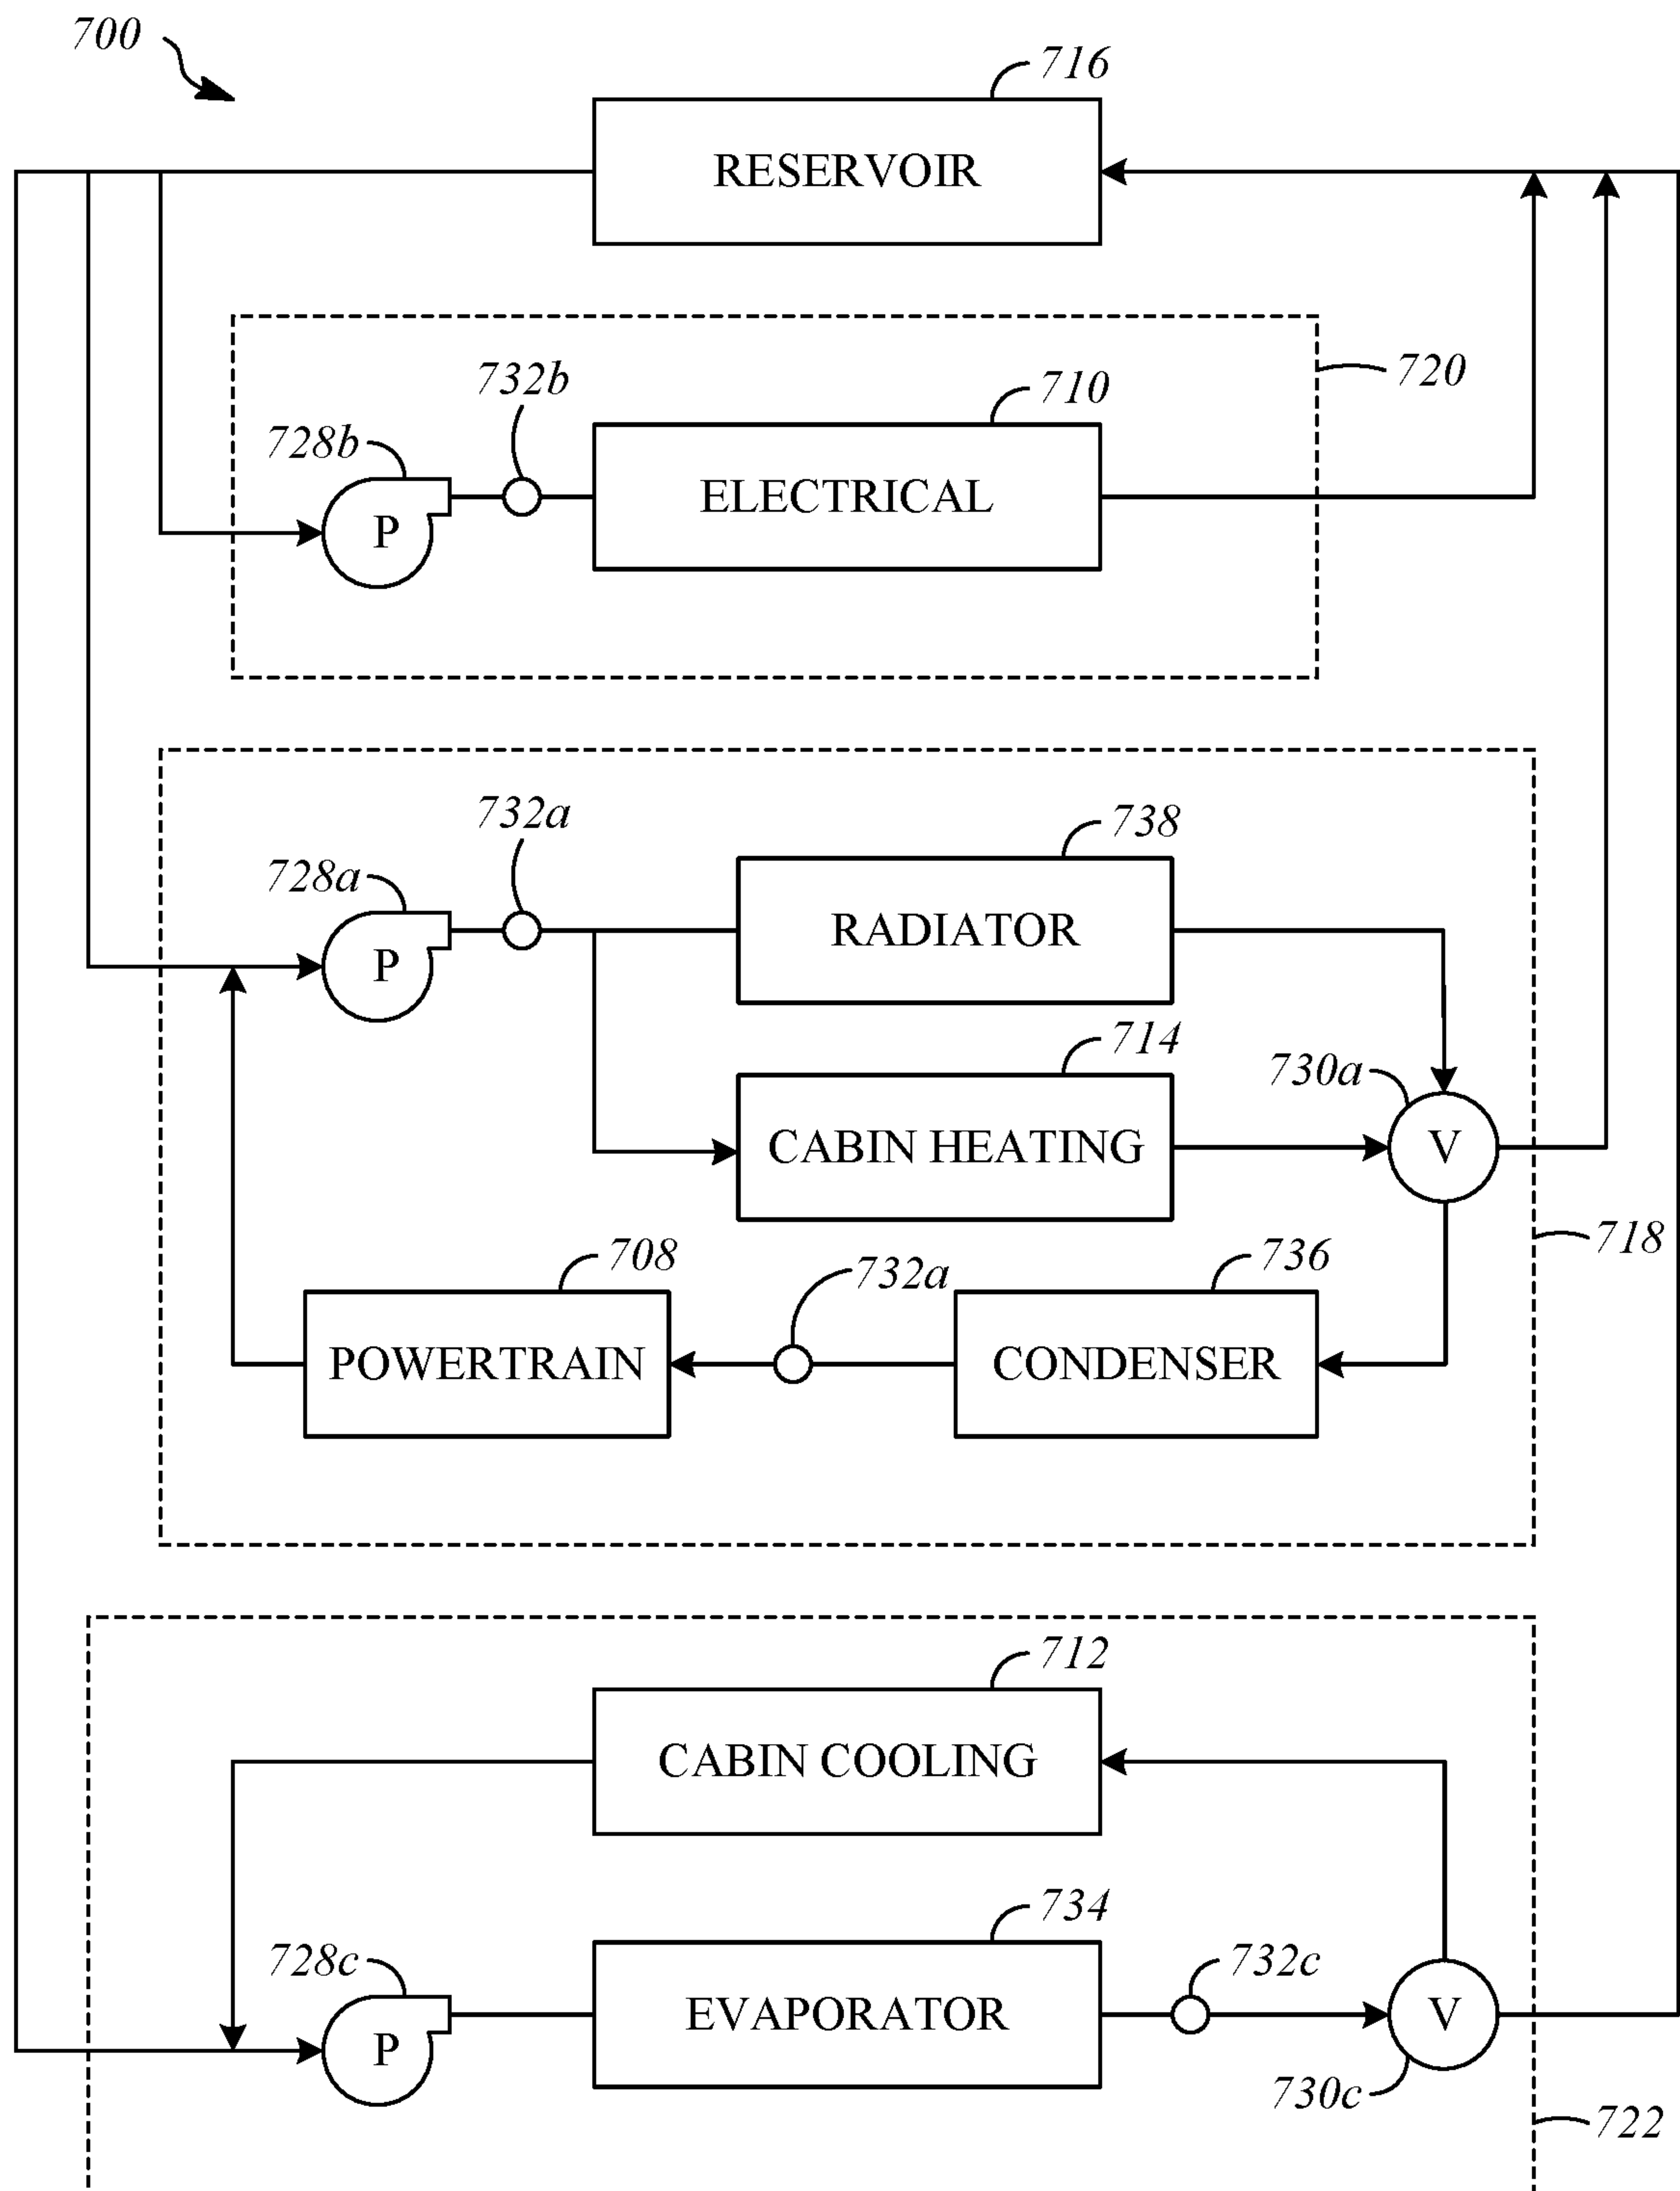 700
716
RESERVOIR
720
732b
710
728b
P
ELECTRICAL
732a
738
728a
P
RADIATOR
714
730a
CABIN HEATING
V
718
708
732a
736
POWERTRAIN
CONDENSER
712
CABIN COOLING
734
728c
732c
P
EVAPORATOR
V
730c
722